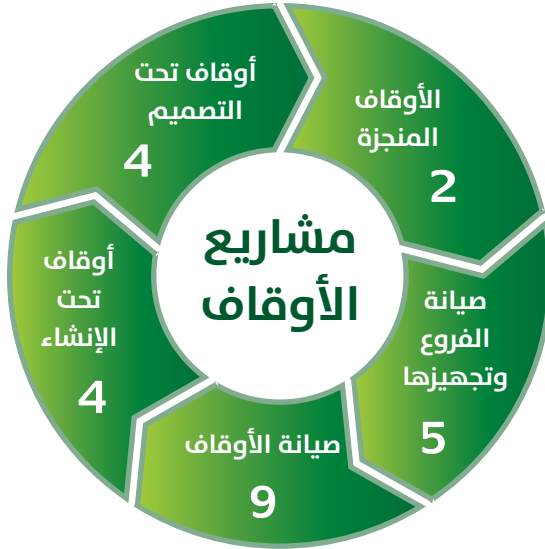 مشاريع
الأوقاف
الأوقاف
المنجزة
2
صيانة
الفروع
وتجهيزها
5
صيانة الأوقاف
9
أوقاف
تحت
الإنشاء
4
أوقاف تحت
التصميم
4